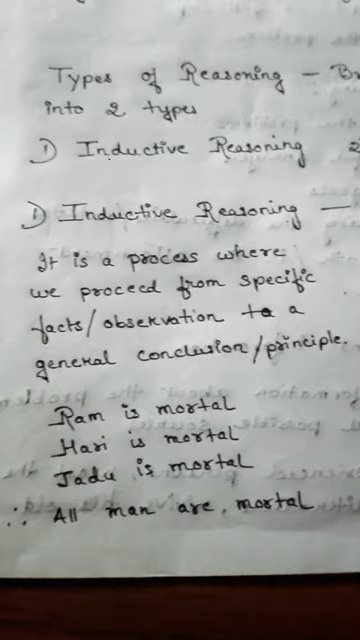 Types of Reasoning - Br
into 2 types
1) Inductive Reasoning 2
1) Inductive Reasoning —
It is a process where
we proceed from specific
facts/observation to a
general conclusion/principle.
Ram is mortal
Hari is mortal
Jadu is mortal
∴ All man are mortal